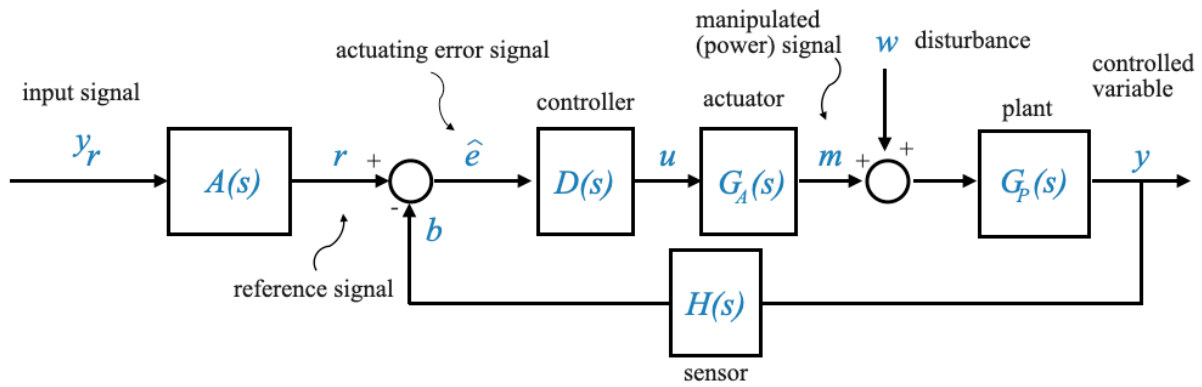 manipulated
(power) signal
actuating error signal
w disturbance
controlled
variable
input signal
controller
actuator
plant
y_r
r
+
ê
u
m
+
+
y
A(s)
D(s)
G_A(s)
G_P(s)
-
b
reference signal
H(s)
sensor